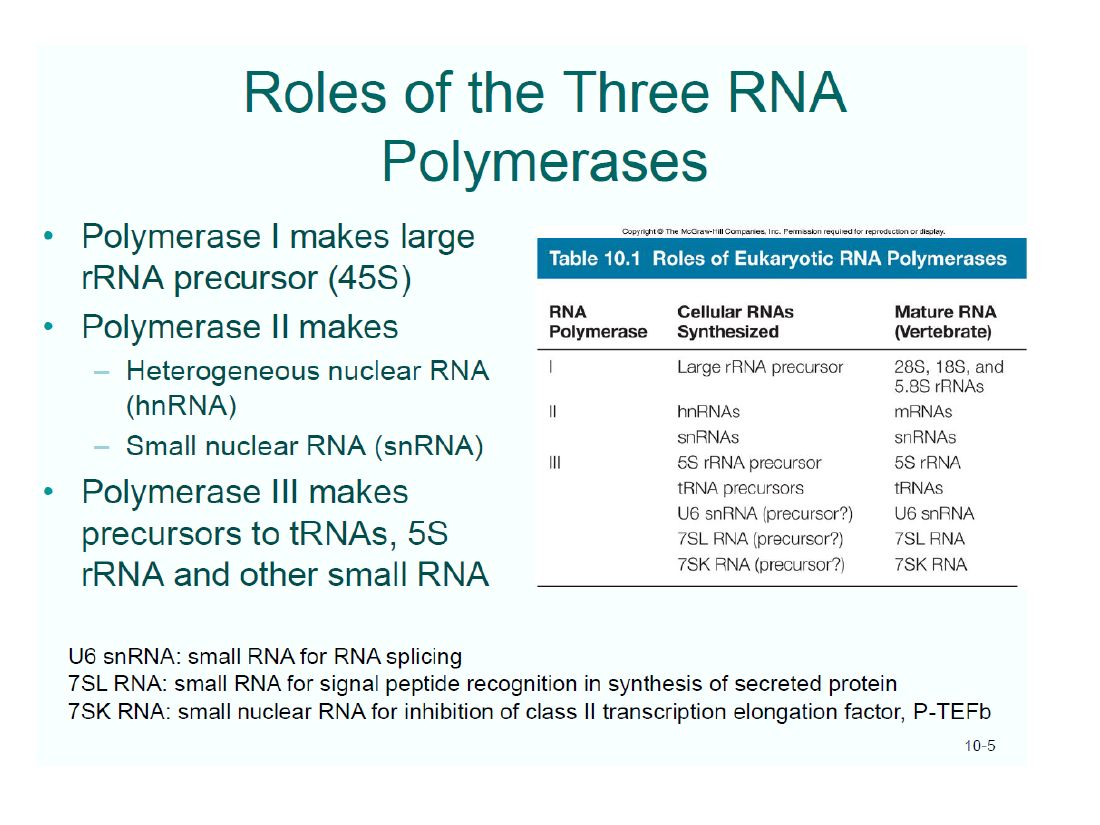 Roles of the Three RNA
Polymerases
• Polymerase I makes large
rRNA precursor (45S)
• Polymerase II makes
– Heterogeneous nuclear RNA
(hnRNA)
– Small nuclear RNA (snRNA)
• Polymerase III makes
precursors to tRNAs, 5S
rRNA and other small RNA
Copyright © The McGraw-Hill Companies, Inc. Permission required for reproduction or display.
Table 10.1 Roles of Eukaryotic RNA Polymerases
RNA Cellular RNAs Mature RNA
Polymerase Synthesized (Vertebrate)
I Large rRNA precursor 28S, 18S, and
5.8S rRNAs
II hnRNAs mRNAs
snRNAs snRNAs
III 5S rRNA precursor 5S rRNA
tRNA precursors tRNAs
U6 snRNA (precursor?) U6 snRNA
7SL RNA (precursor?) 7SL RNA
7SK RNA (precursor?) 7SK RNA
U6 snRNA: small RNA for RNA splicing
7SL RNA: small RNA for signal peptide recognition in synthesis of secreted protein
7SK RNA: small nuclear RNA for inhibition of class II transcription elongation factor, P-TEFb
10-5